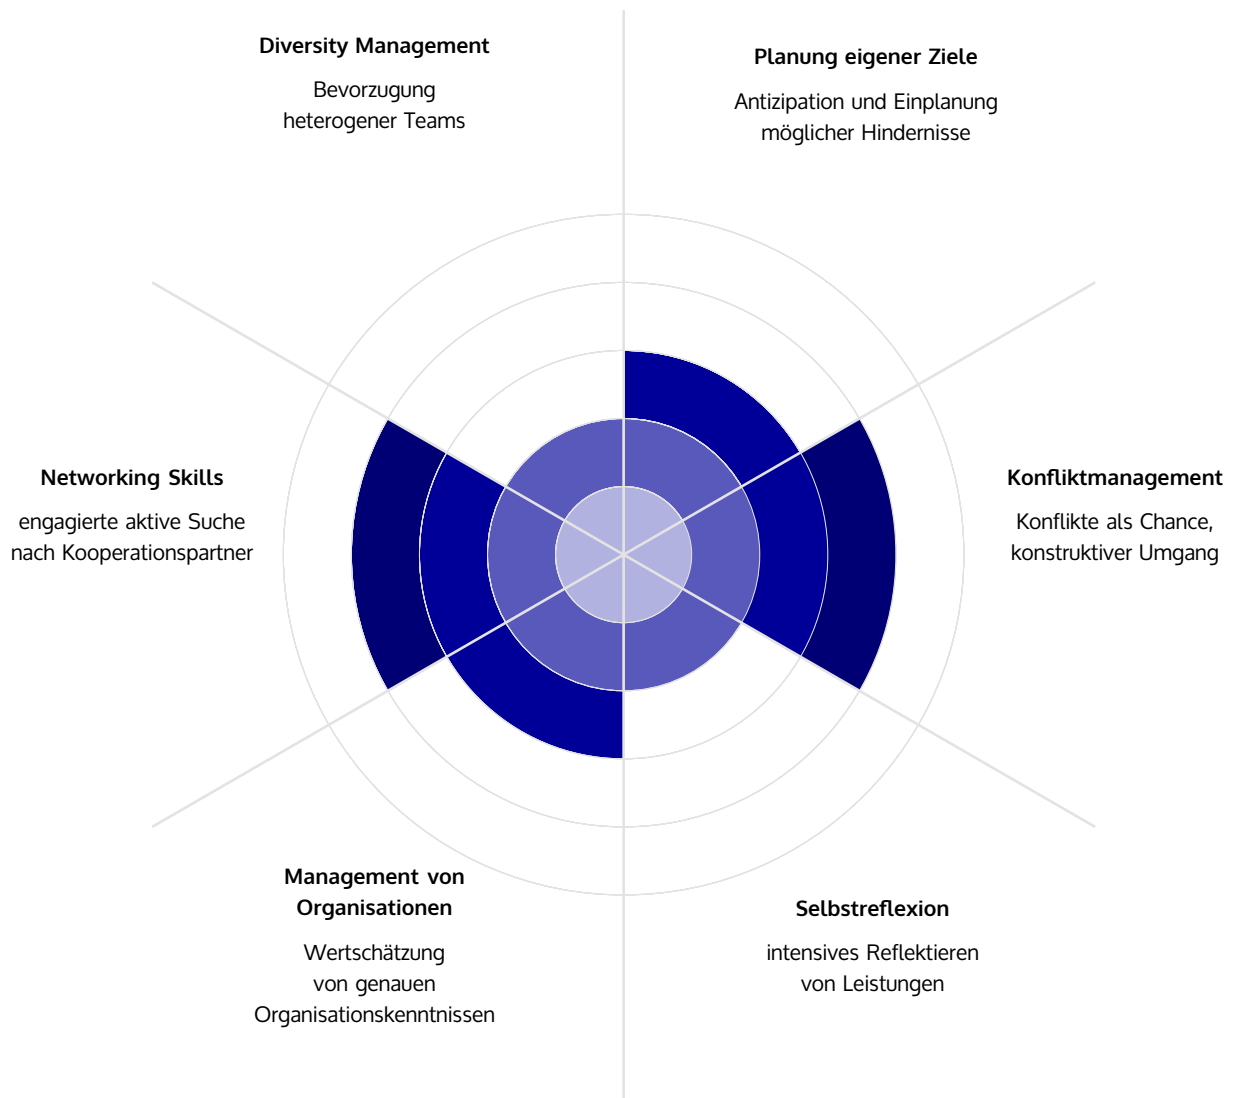 Diversity Management
Bevorzugung
heterogener Teams
Planung eigener Ziele
Antizipation und Einplanung
möglicher Hindernisse
Networking Skills
engagierte aktive Suche
nach Kooperationspartner
Konfliktmanagement
Konflikte als Chance,
konstruktiver Umgang
Management von
Organisationen
Wertschätzung
von genauen
Organisationskenntnissen
Selbstreflexion
intensives Reflektieren
von Leistungen